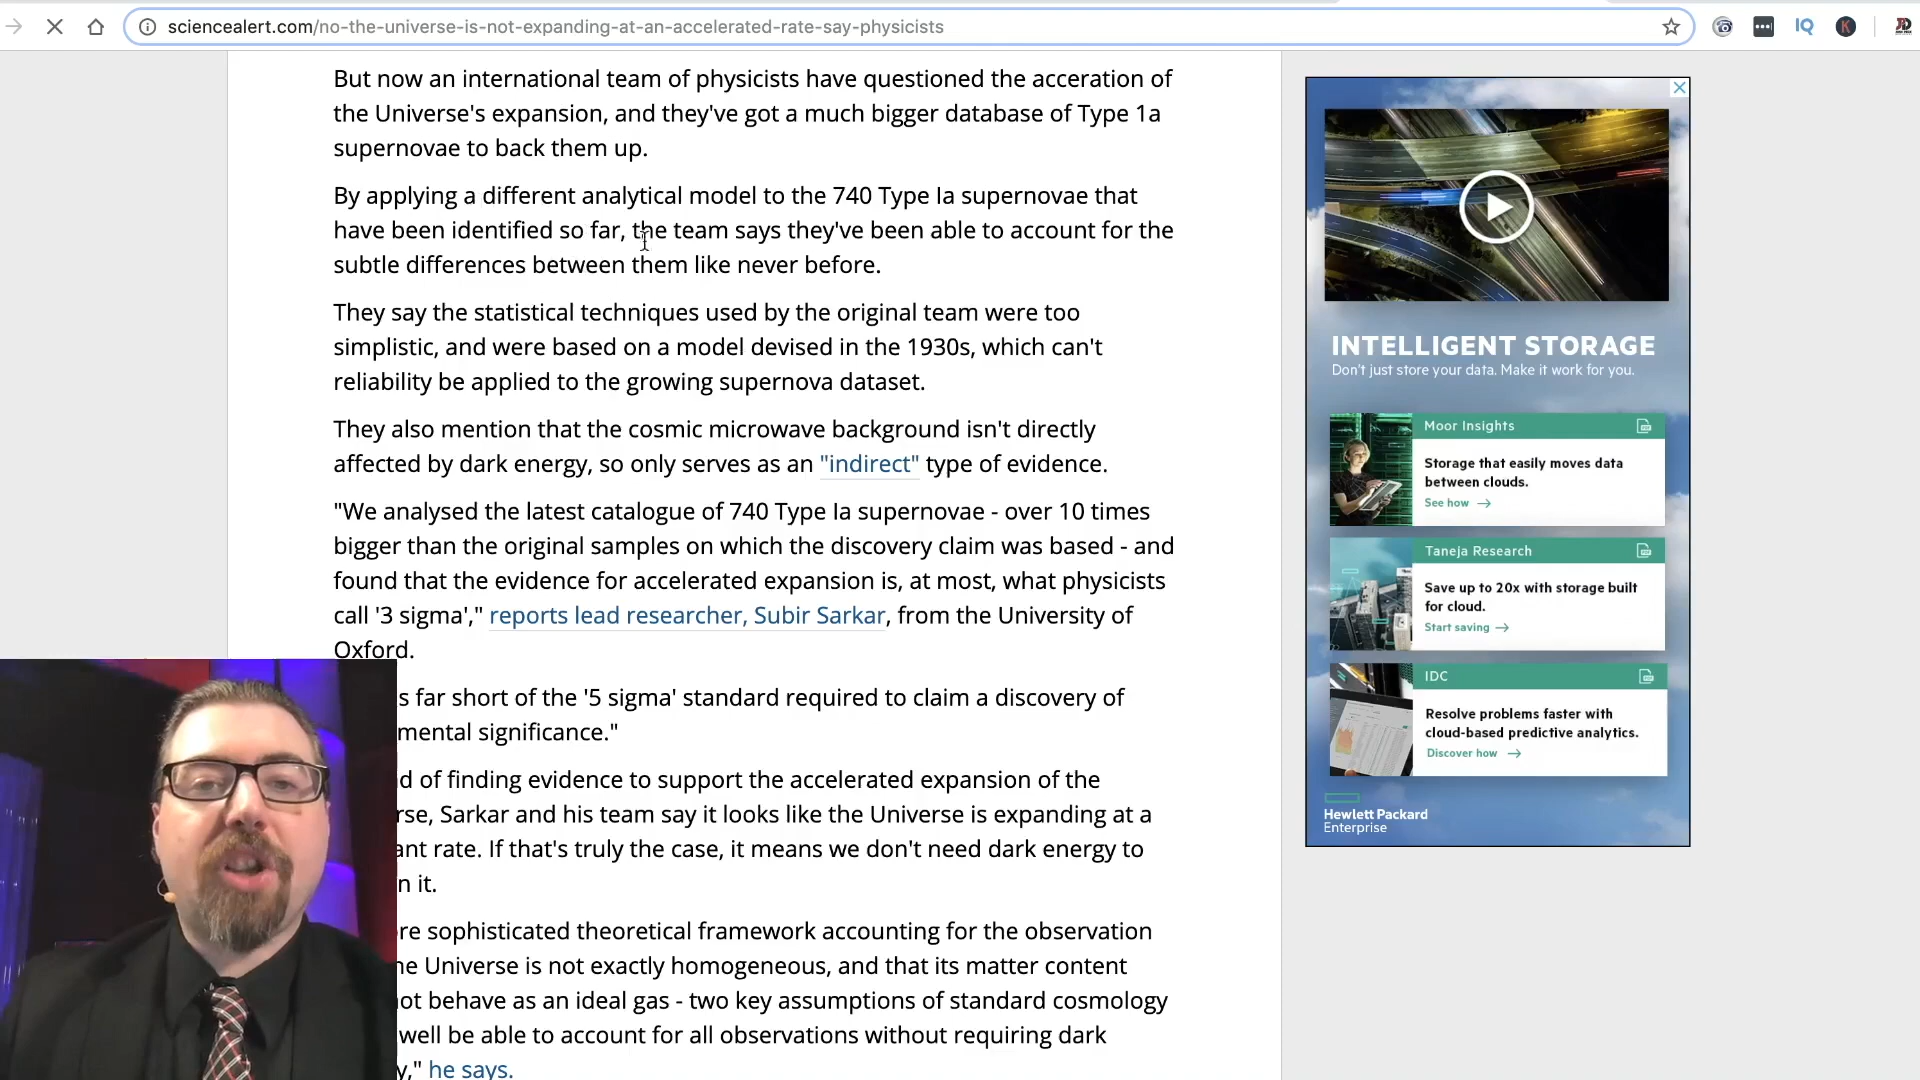 sciencealert.com/no-the-universe-is-not-expanding-at-an-accelerated-rate-say-physicists
IQ
K
But now an international team of physicists have questioned the acceration of
the Universe's expansion, and they've got a much bigger database of Type 1a
supernovae to back them up.
By applying a different analytical model to the 740 Type Ia supernovae that
have been identified so far, the team says they've been able to account for the
subtle differences between them like never before.
They say the statistical techniques used by the original team were too
simplistic, and were based on a model devised in the 1930s, which can't
reliability be applied to the growing supernova dataset.
They also mention that the cosmic microwave background isn't directly
affected by dark energy, so only serves as an "indirect" type of evidence.
"We analysed the latest catalogue of 740 Type Ia supernovae - over 10 times
bigger than the original samples on which the discovery claim was based - and
found that the evidence for accelerated expansion is, at most, what physicists
call '3 sigma'," reports lead researcher, Subir Sarkar, from the University of
Oxford.
s far short of the '5 sigma' standard required to claim a discovery of
mental significance."
d of finding evidence to support the accelerated expansion of the
rse, Sarkar and his team say it looks like the Universe is expanding at a
ant rate. If that's truly the case, it means we don't need dark energy to
n it.
re sophisticated theoretical framework accounting for the observation
he Universe is not exactly homogeneous, and that its matter content
ot behave as an ideal gas - two key assumptions of standard cosmology
well be able to account for all observations without requiring dark
y," he says.
INTELLIGENT STORAGE
Don't just store your data. Make it work for you.
Moor Insights
Storage that easily moves data
between clouds.
See how →
Taneja Research
Save up to 20x with storage built
for cloud.
Start saving →
IDC
Resolve problems faster with
cloud-based predictive analytics.
Discover how →
Hewlett Packard
Enterprise